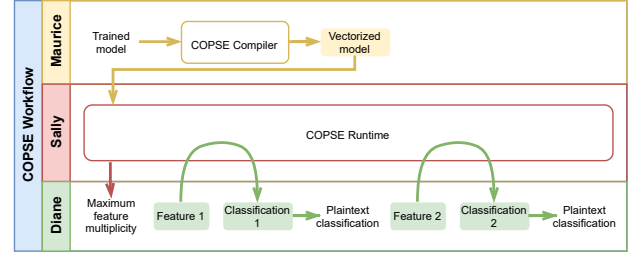 COPSE Workflow
Maurice
Trained
model
COPSE Compiler
Vectorized
model
Sally
COPSE Runtime
Diane
Maximum
feature
multiplicity
Feature 1
Classification
1
Plaintext
classification
Feature 2
Classification
2
Plaintext
classification